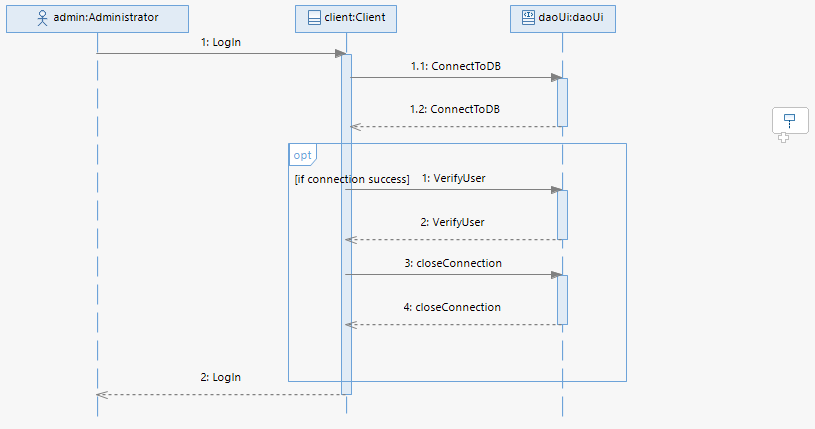 admin:Administrator
client:Client
daoUi:daoUi
1: LogIn
1.1: ConnectToDB
1.2: ConnectToDB
opt
[if connection success]
1: VerifyUser
2: VerifyUser
3: closeConnection
4: closeConnection
2: LogIn